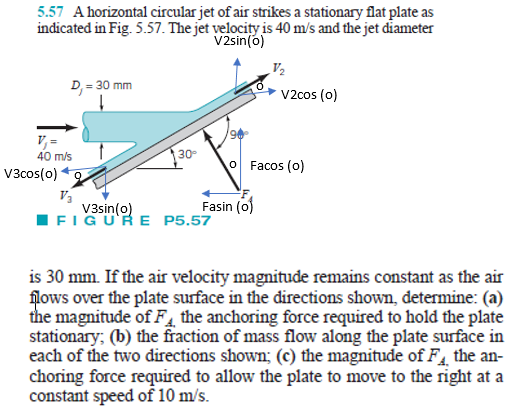 5.57 A horizontal circular jet of air strikes a stationary flat plate as
indicated in Fig. 5.57. The jet velocity is 40 m/s and the jet diameter
V2sin(o)
V2
D_j = 30 mm
o
V2cos (o)
V_j =
40 m/s
90°
30°
V3cos(o)
o
o
Facos (o)
V3
F_A
V3sin(o)
Fasin (o)
■ FIGURE P5.57
is 30 mm. If the air velocity magnitude remains constant as the air
flows over the plate surface in the directions shown, determine: (a)
the magnitude of F_A, the anchoring force required to hold the plate
stationary; (b) the fraction of mass flow along the plate surface in
each of the two directions shown; (c) the magnitude of F_A, the an-
choring force required to allow the plate to move to the right at a
constant speed of 10 m/s.